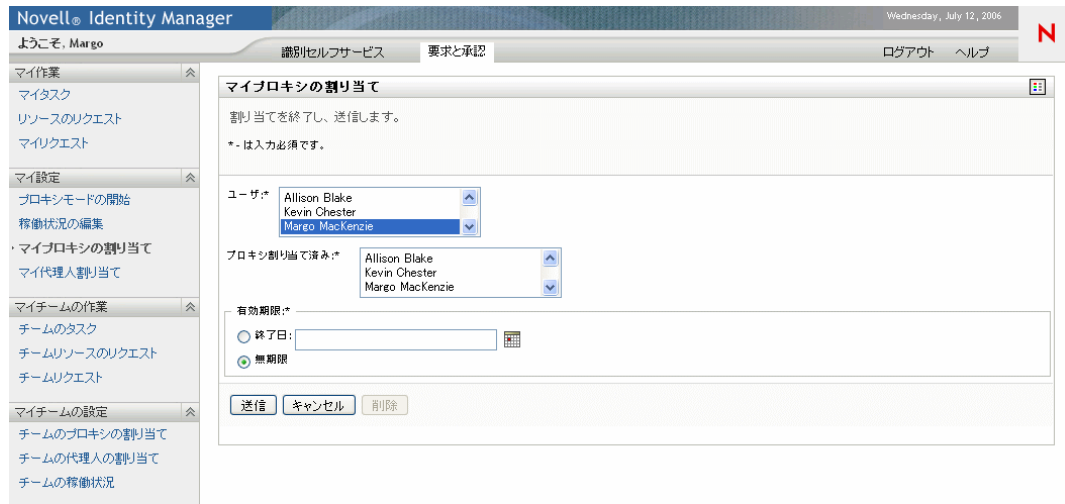 Novell® Identity Manager
Wednesday, July 12, 2006
N
ようこそ, Margo
識別セルフサービス
要求と承認
ログアウト
ヘルプ
マイ作業
マイタスク
リソースのリクエスト
マイリクエスト
マイ設定
プロキシモードの開始
稼働状況の編集
マイプロキシの割り当て
マイ代理人割り当て
マイチームの作業
チームのタスク
チームリソースのリクエスト
チームリクエスト
マイチームの設定
チームのプロキシの割り当て
チームの代理人の割り当て
チームの稼働状況
マイプロキシの割り当て
割り当てを終了し、送信します。
*- は入力必須です。
ユーザ:*
Allison Blake
Kevin Chester
Margo MacKenzie
プロキシ割り当て済み:*
Allison Blake
Kevin Chester
Margo MacKenzie
有効期限:*
終了日:
無期限
送信
キャンセル
削除